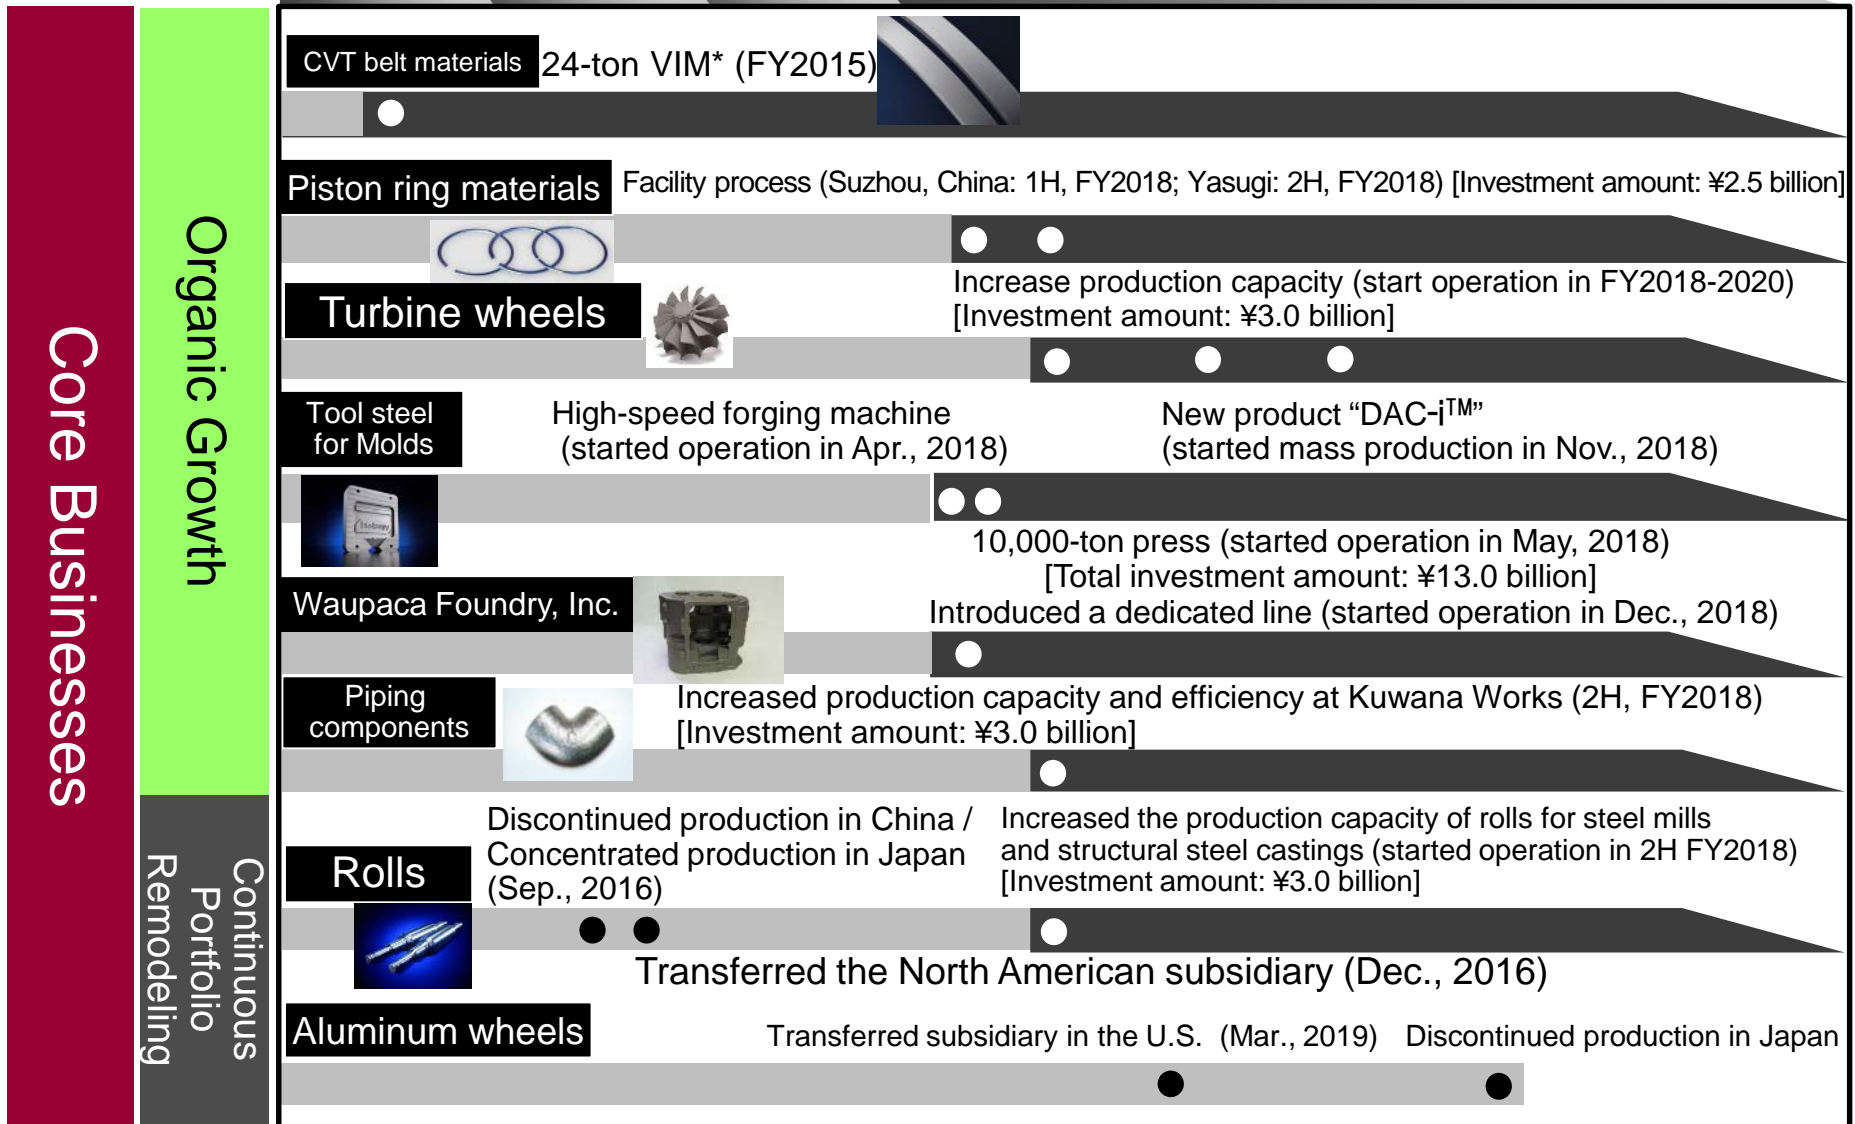 Core Businesses
Organic Growth
CVT belt materials
24-ton VIM* (FY2015)
Piston ring materials
Facility process (Suzhou, China: 1H, FY2018; Yasugi: 2H, FY2018) [Investment amount: ¥2.5 billion]
Turbine wheels
Increase production capacity (start operation in FY2018-2020)
[Investment amount: ¥3.0 billion]
Tool steel
for Molds
High-speed forging machine
(started operation in Apr., 2018)
New product “DAC-i™”
(started mass production in Nov., 2018)
10,000-ton press (started operation in May, 2018)
[Total investment amount: ¥13.0 billion]
Waupaca Foundry, Inc.
Introduced a dedicated line (started operation in Dec., 2018)
Piping
components
Increased production capacity and efficiency at Kuwana Works (2H, FY2018)
[Investment amount: ¥3.0 billion]
Continuous
Portfolio
Remodeling
Rolls
Discontinued production in China /
Concentrated production in Japan
(Sep., 2016)
Increased the production capacity of rolls for steel mills
and structural steel castings (started operation in 2H FY2018)
[Investment amount: ¥3.0 billion]
Transferred the North American subsidiary (Dec., 2016)
Aluminum wheels
Transferred subsidiary in the U.S. (Mar., 2019)
Discontinued production in Japan